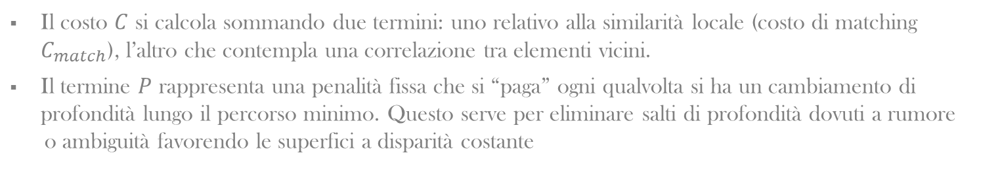 ▪ Il costo C si calcola sommando due termini: uno relativo alla similarità locale (costo di matching
C_match), l'altro che contempla una correlazione tra elementi vicini.
▪ Il termine P rappresenta una penalità fissa che si “paga” ogni qualvolta si ha un cambiamento di
profondità lungo il percorso minimo. Questo serve per eliminare salti di profondità dovuti a rumore
o ambiguità favorendo le superfici a disparità costante